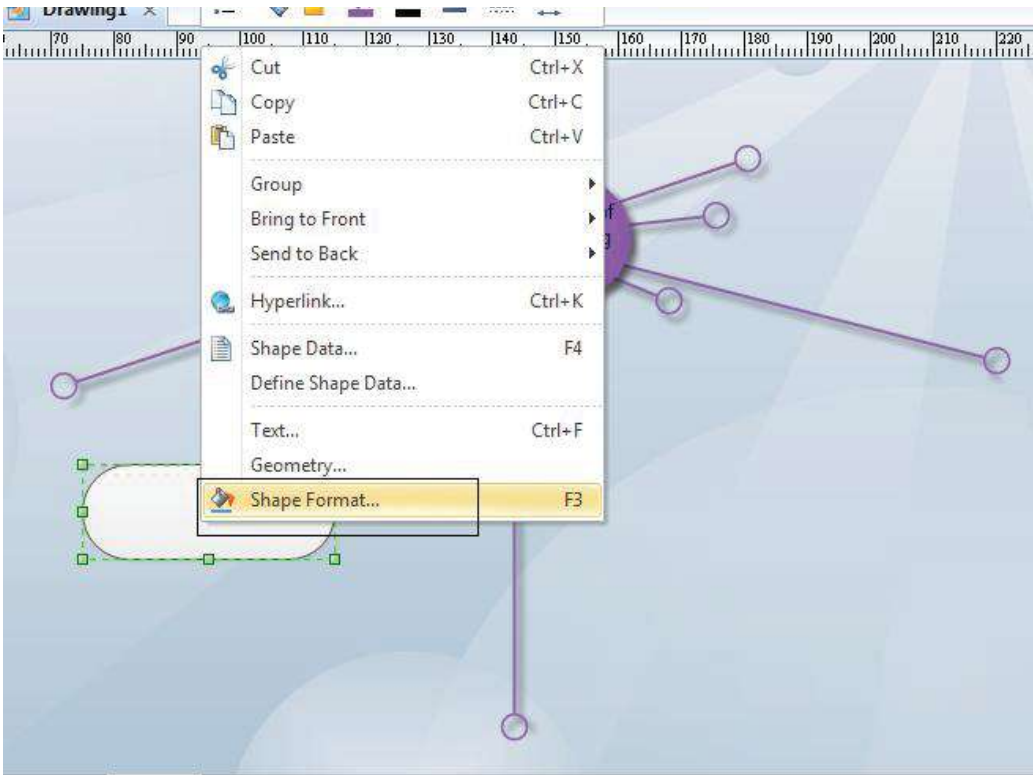 Drawing1
70 80 90 100 110 120 130 140 150 160 170 180 190 200 210 220
Cut Ctrl+X
Copy Ctrl+C
Paste Ctrl+V
Group
Bring to Front
Send to Back
of
g
Hyperlink... Ctrl+K
Shape Data... F4
Define Shape Data...
Text... Ctrl+F
Geometry...
Shape Format... F3